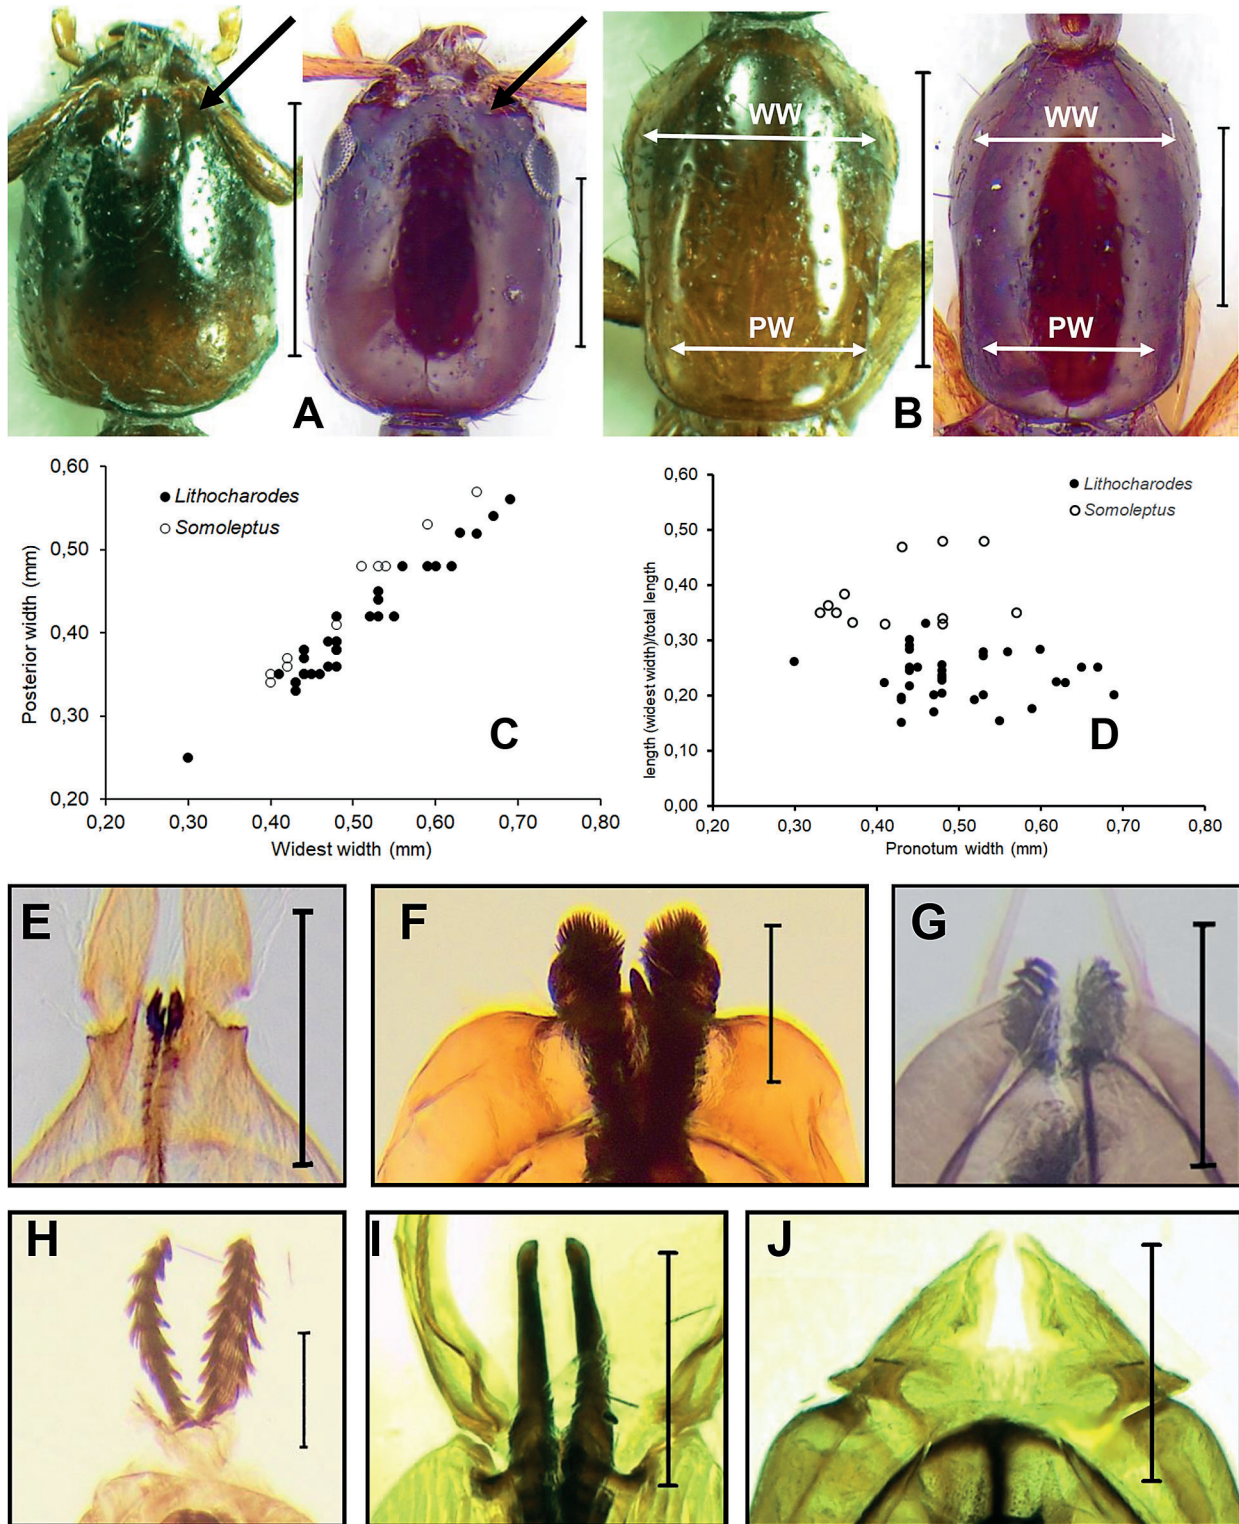 WW
WW
PW
PW
A
B
0,60
0,50
0,40
0,30
0,20
Posterior width (mm)
Lithocharodes
Somoleptus
C
0,20
0,30
0,40
0,50
0,60
0,70
0,80
Widest width (mm)
0,60
0,50
0,40
0,30
0,20
0,10
0,00
length (widest width)/total length
Lithocharodes
Somoleptus
D
0,20
0,30
0,40
0,50
0,60
0,70
0,80
Pronotum width (mm)
E
F
G
H
I
J